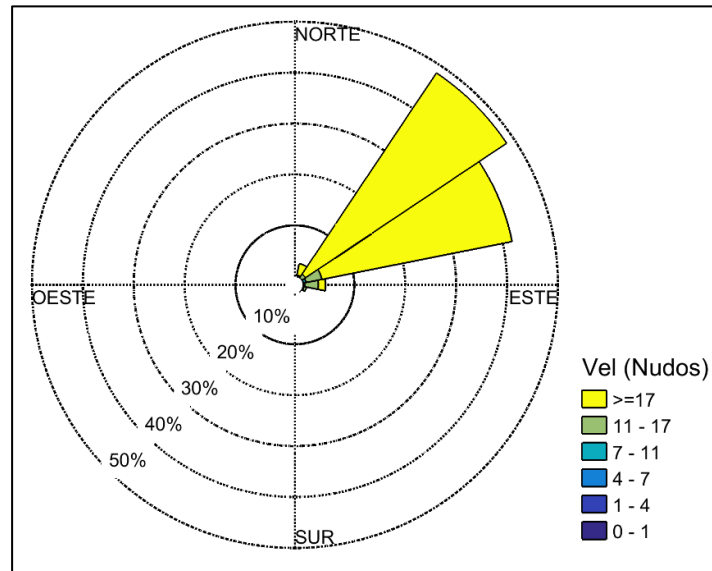 NORTE
OESTE
ESTE
10%
20%
30%
40%
50%
SUR
Vel (Nudos)
>=17
11 - 17
7 - 11
4 - 7
1 - 4
0 - 1